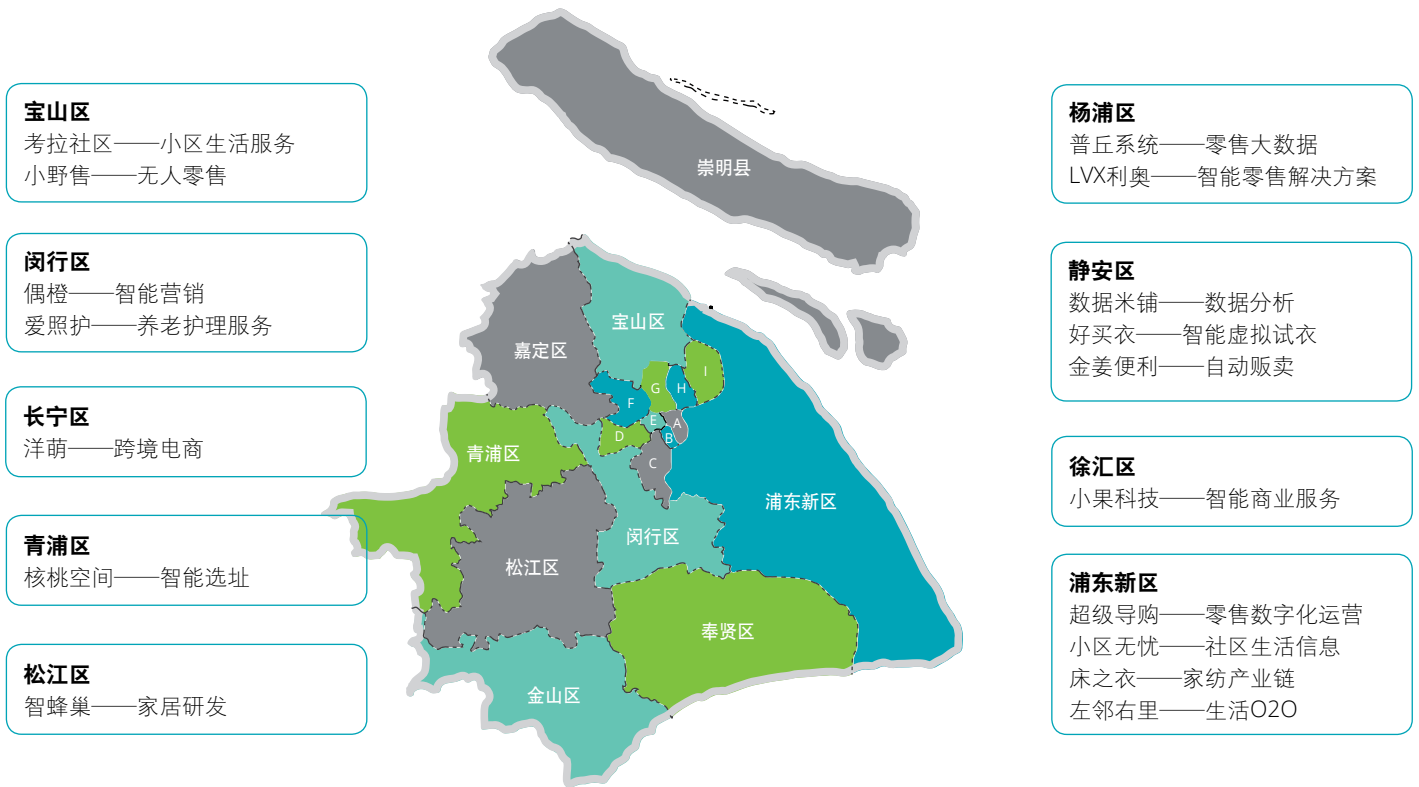 宝山区
考拉社区——小区生活服务
小野售——无人零售
闵行区
偶橙——智能营销
爱照护——养老护理服务
长宁区
洋萌——跨境电商
青浦区
核桃空间——智能选址
松江区
智蜂巢——家居研发
崇明县
宝山区
嘉定区
I
G
H
F
E
A
D
B
C
青浦区
浦东新区
闵行区
松江区
奉贤区
金山区
杨浦区
普丘系统——零售大数据
LVX利奥——智能零售解决方案
静安区
数据米铺——数据分析
好买衣——智能虚拟试衣
金姜便利——自动贩卖
徐汇区
小果科技——智能商业服务
浦东新区
超级导购——零售数字化运营
小区无忧——社区生活信息
床之衣——家纺产业链
左邻右里——生活O2O